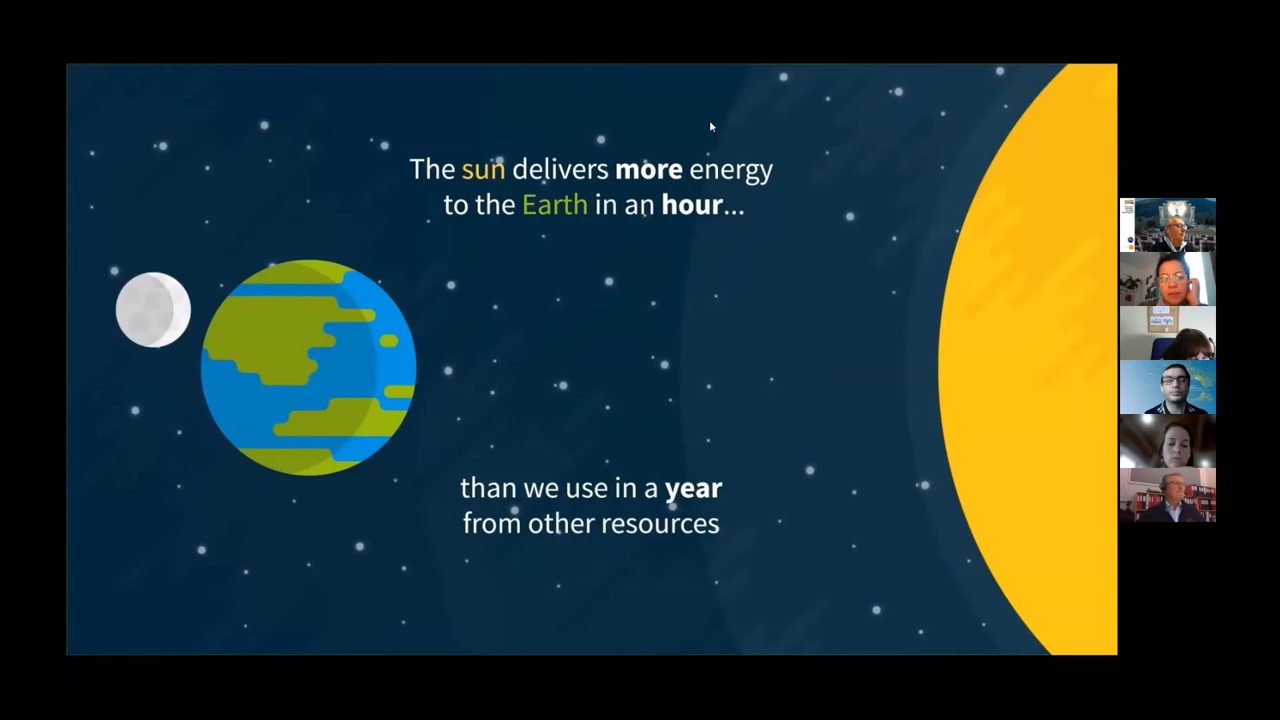 The sun delivers more energy
to the Earth in an hour...
than we use in a year
from other resources